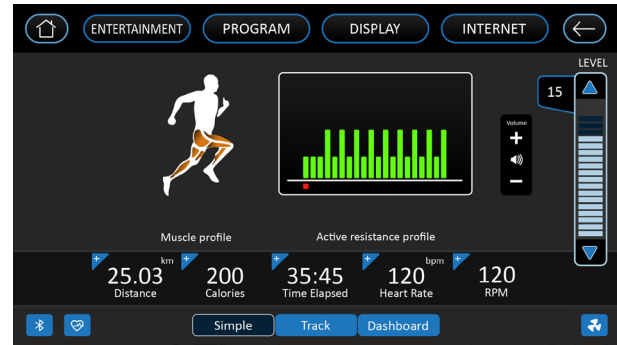 ENTERTAINMENT
PROGRAM
DISPLAY
INTERNET
LEVEL
15
Volume
+
−
Muscle profile
Active resistance profile
+ km + + + bpm +
25.03 200 35:45 120 120
Distance Calories Time Elapsed Heart Rate RPM
Simple Track Dashboard